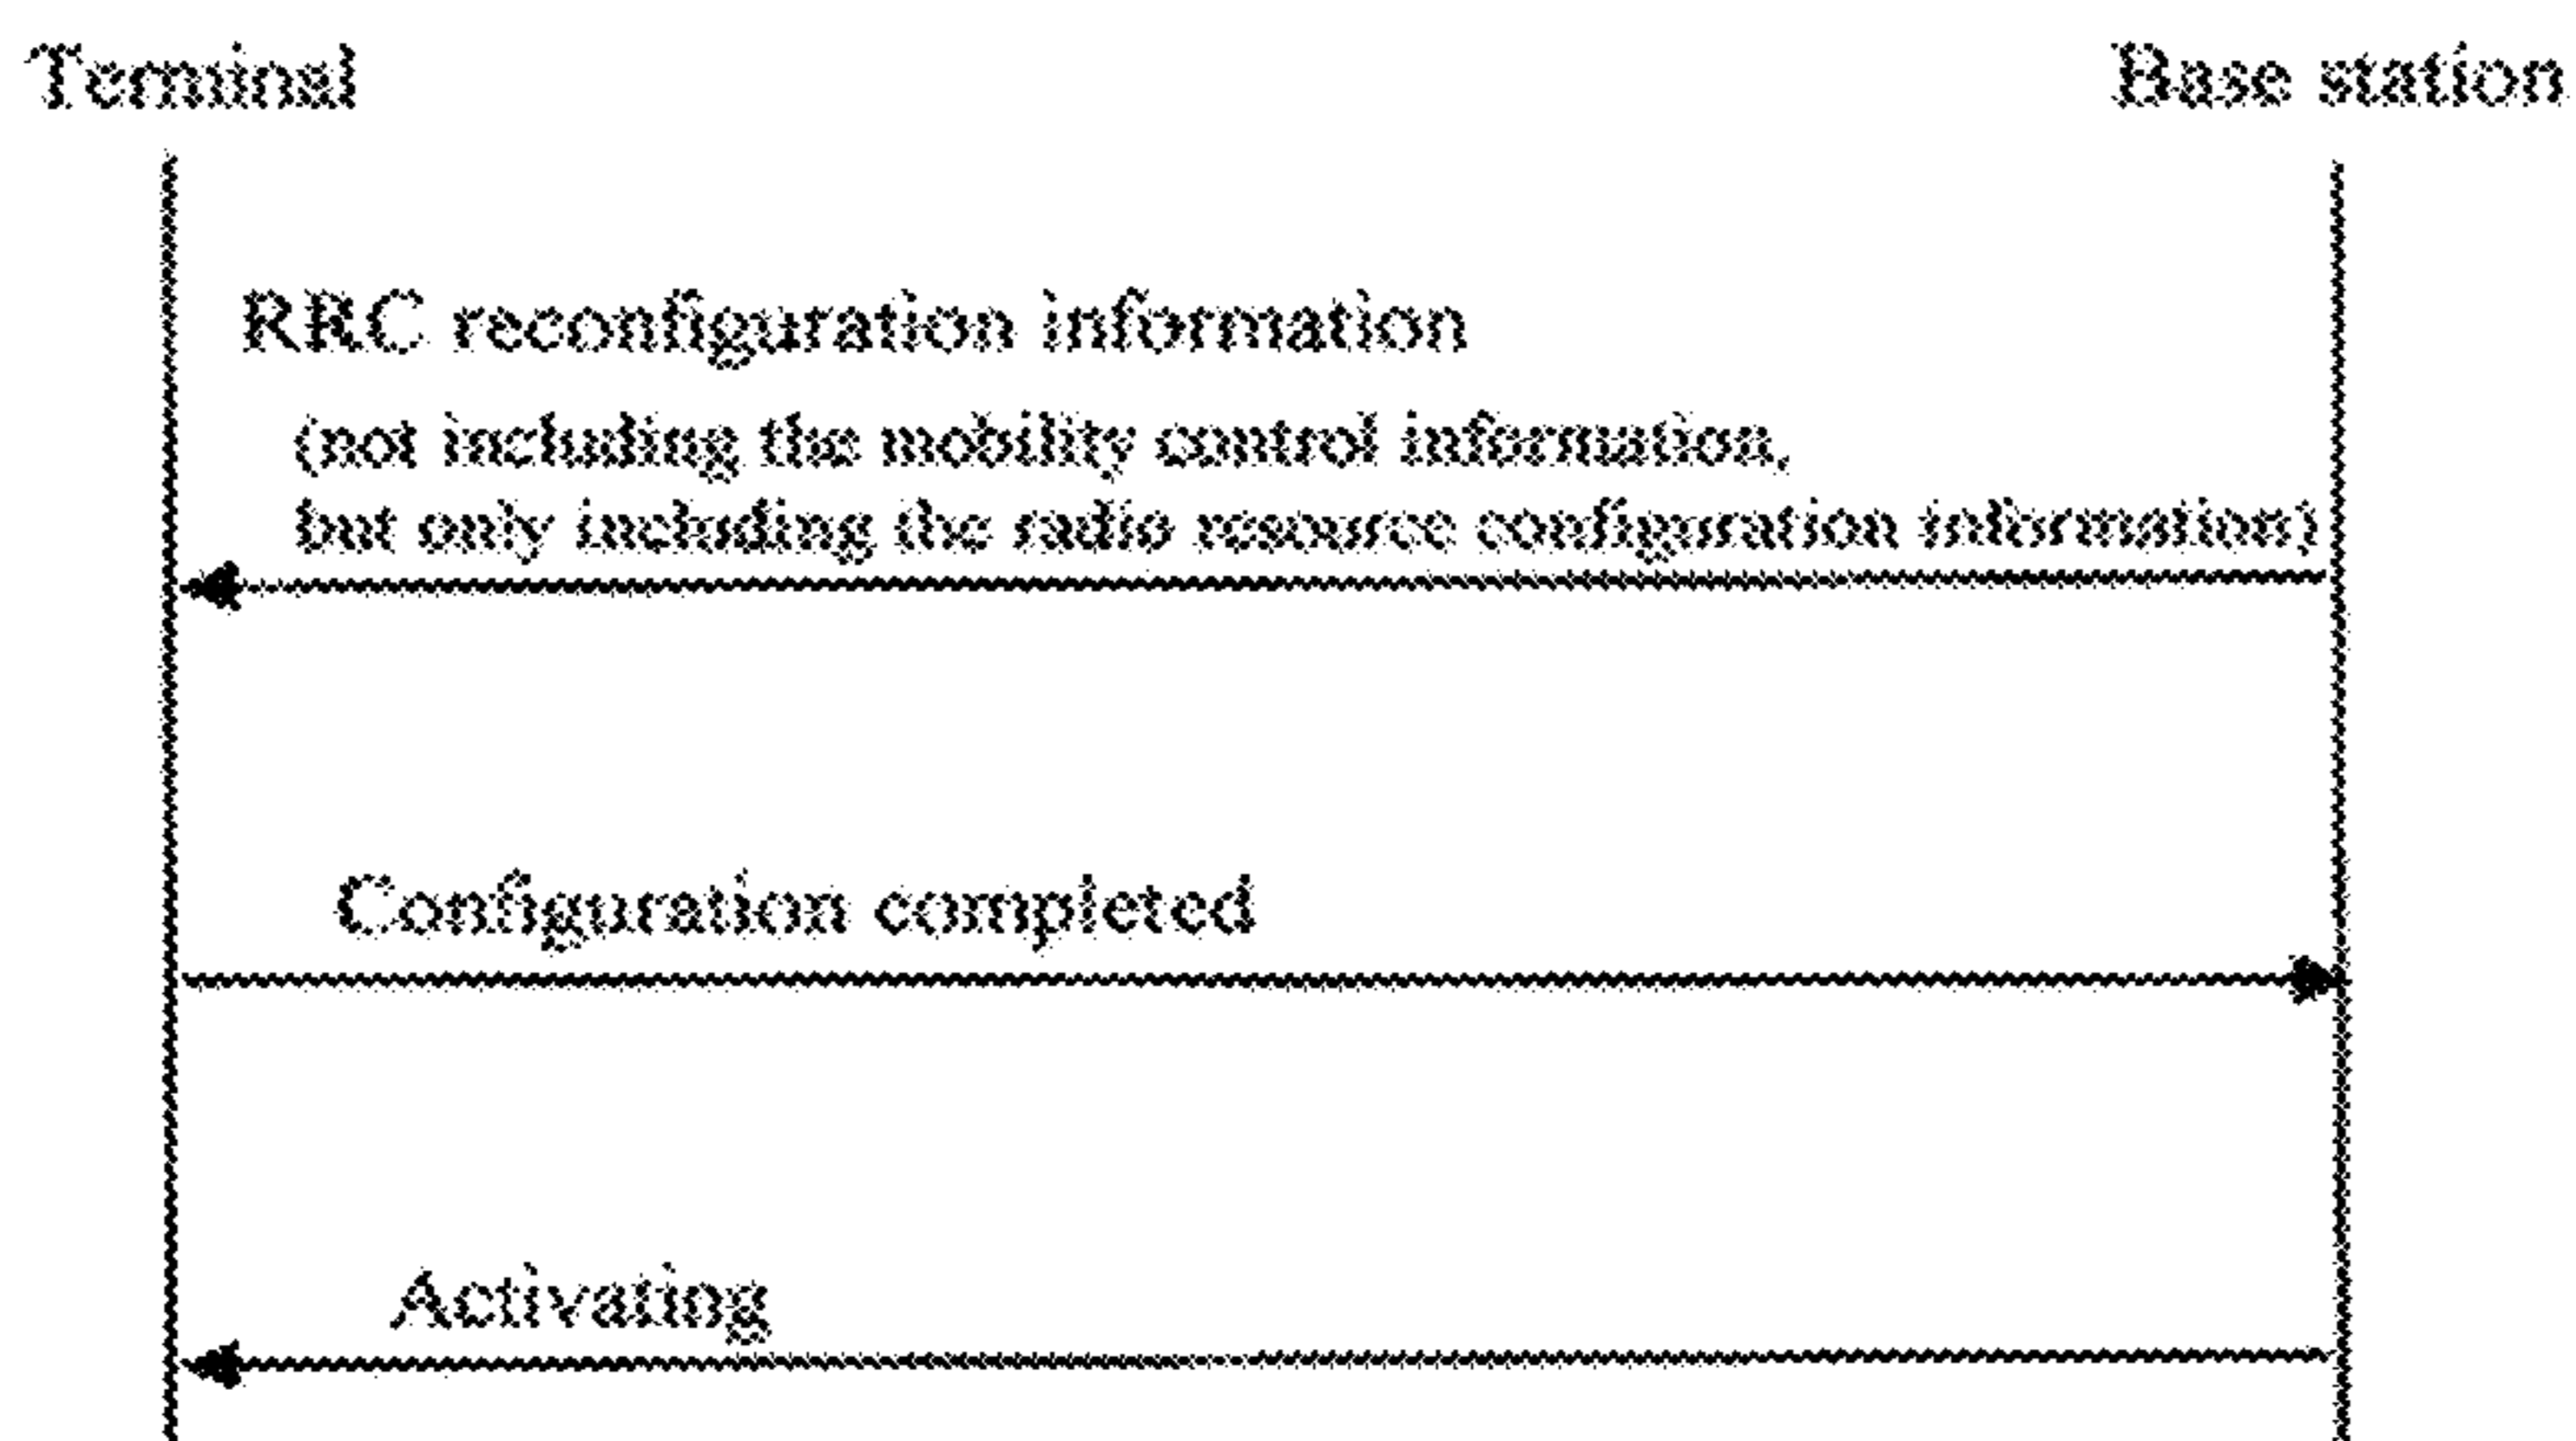 Terminal
Base station
RRC reconfiguration information
(not including the mobility control information,
but only including the radio resource configuration information)
Configuration completed
Activating